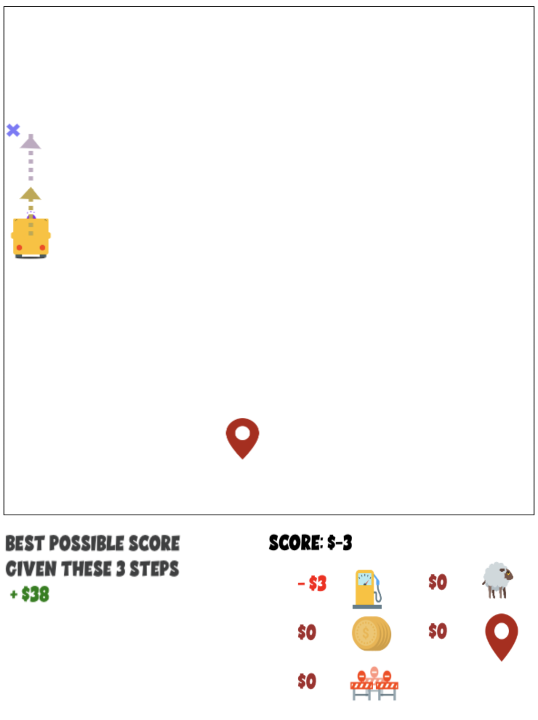 BEST POSSIBLE SCORE
GIVEN THESE 3 STEPS
+ $38
SCORE: $-3
- $3
$0
$0
$0
$0